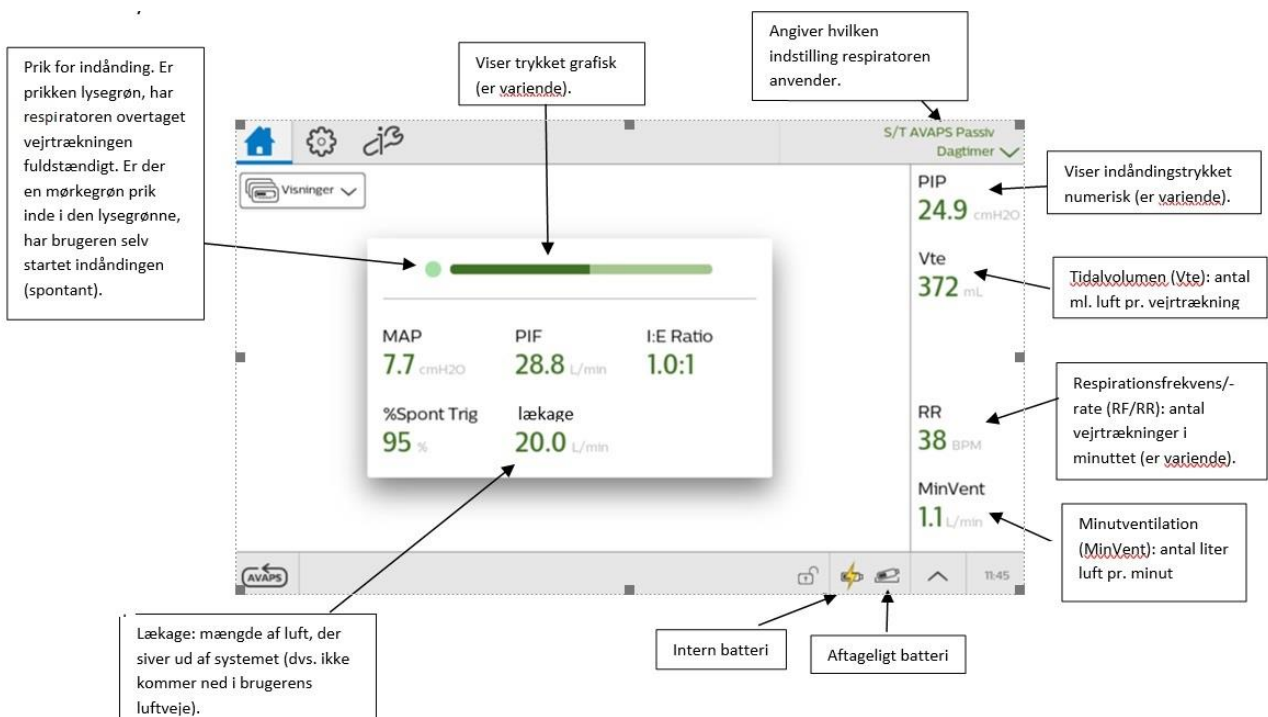 Angiver hvilken
indstilling respiratoren
anvender.
Viser trykket grafisk
(er variende).
Prik for indånding. Er
prikken lysegrøn, har
respiratoren overtaget
vejrtrækningen
fuldstændigt. Er der
en mørkegrøn prik
inde i den lysegrønne,
har brugeren selv
startet indåndingen
(spontant).
S/T AVAPS Passiv
Dagtimer
Visninger
PIP
24.9 cmH2O
Viser indåndingstrykket
numerisk (er variende).
Vte
372 mL
Tidalvolumen (Vte): antal
ml. luft pr. vejrtrækning
MAP PIF I:E Ratio
7.7 cmH2O 28.8 L/min 1.0:1
%Spont Trig lækage
95 % 20.0 L/min
RR
38 BPM
Respirationsfrekvens/-
rate (RF/RR): antal
vejrtrækninger i
minuttet (er variende).
MinVent
1.1 L/min
Minutventilation
(MinVent): antal liter
luft pr. minut
AVAPS
11:45
Lækage: mængde af luft, der
siver ud af systemet (dvs. ikke
kommer ned i brugerens
luftveje).
Intern batteri
Aftageligt batteri